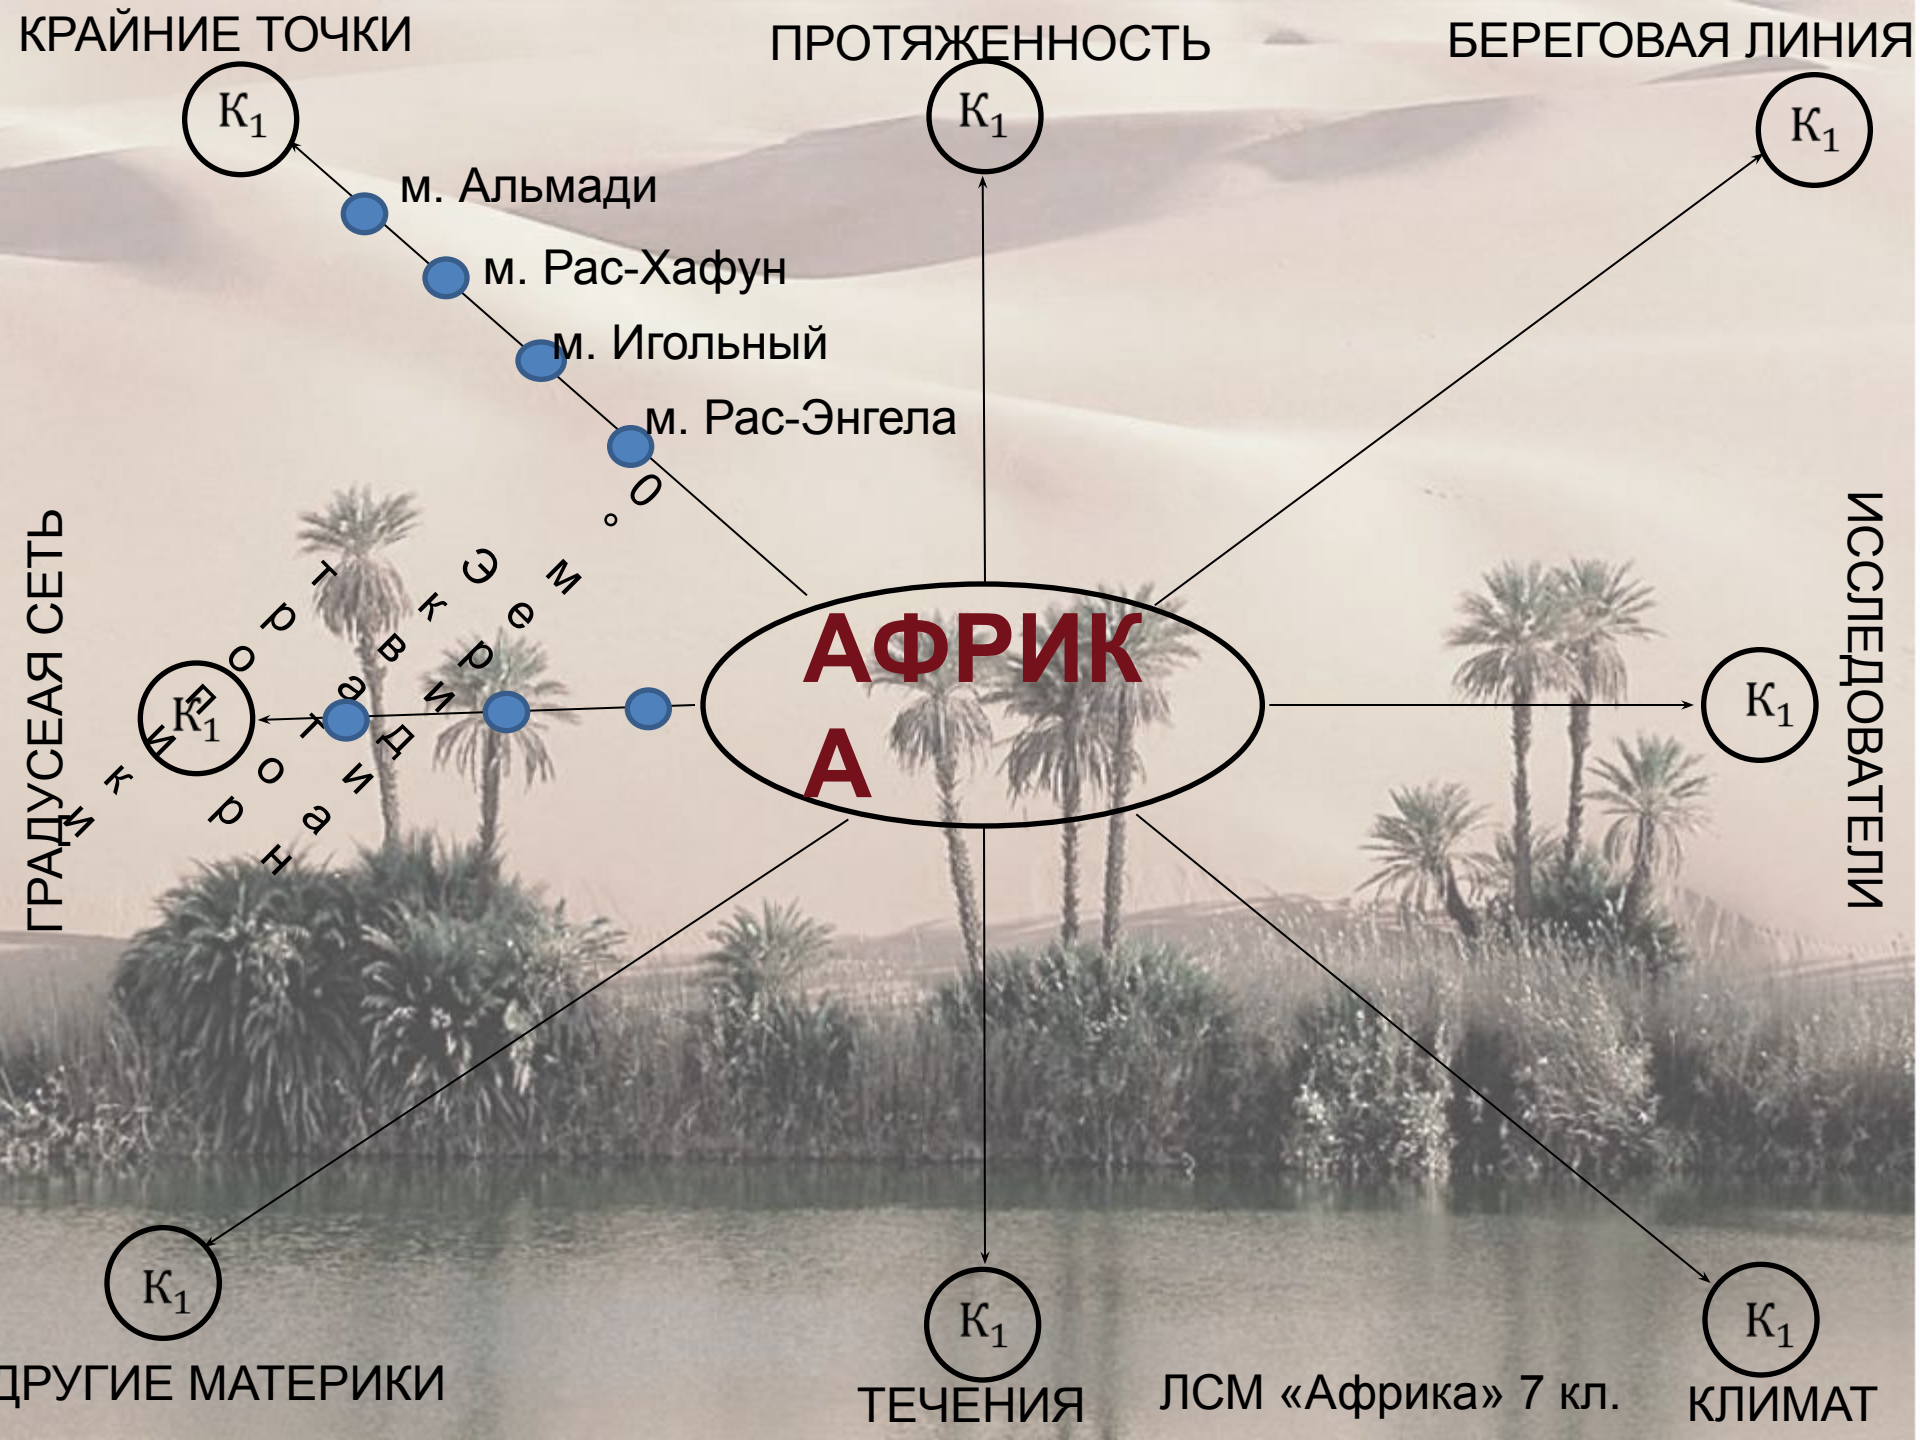 КРАЙНИЕ ТОЧКИ
ПРОТЯЖЕННОСТЬ
БЕРЕГОВАЯ ЛИНИЯ
К₁
К₁
К₁
м. Альмади
м. Рас-Хафун
м. Игольный
м. Рас-Энгела
ГРАДУСЕАЯ СЕТЬ
К₁
тропики
Экватор
0° меридиан
АФРИК
А
К₁
ИССЛЕДОВАТЕЛИ
К₁
К₁
К₁
ДРУГИЕ МАТЕРИКИ
ТЕЧЕНИЯ
ЛСМ «Африка» 7 кл.
КЛИМАТ